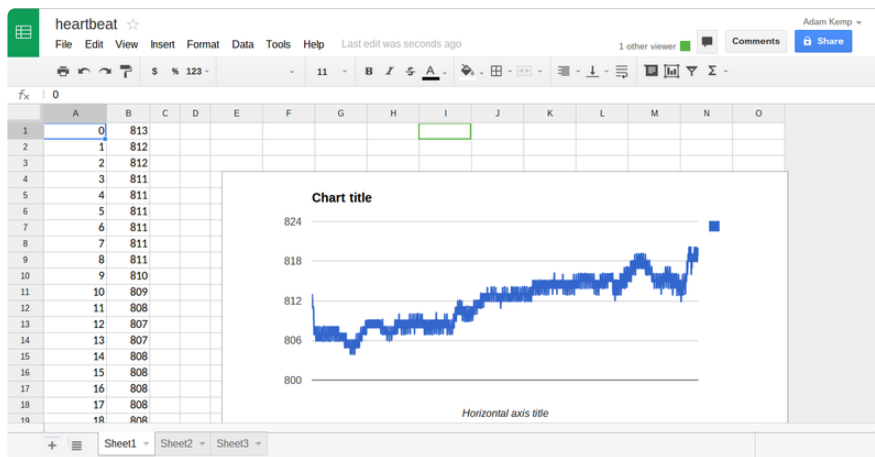 heartbeat
Adam Kemp
File Edit View Insert Format Data Tools Help Last edit was seconds ago
1 other viewer
Comments
Share
$ % 123 11 B I S A Σ
fx 0
A B C D E F G H I J K L M N O
1 0 813
2 1 812
3 2 812
4 3 811
5 4 811
6 5 811
7 6 811
8 7 811
9 8 811
10 9 810
11 10 809
12 11 808
13 12 807
14 13 807
15 14 808
16 15 808
17 16 808
18 17 808
19 18 808
Chart title
824
818
812
806
800
Horizontal axis title
+ Sheet1 Sheet2 Sheet3